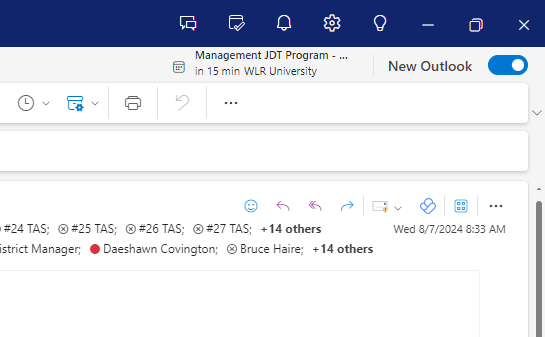 Management JDT Program - ...
in 15 min WLR University
New Outlook
#24 TAS; #25 TAS; #26 TAS; #27 TAS; +14 others
Wed 8/7/2024 8:33 AM
istrict Manager; Daeshawn Covington; Bruce Haire; +14 others